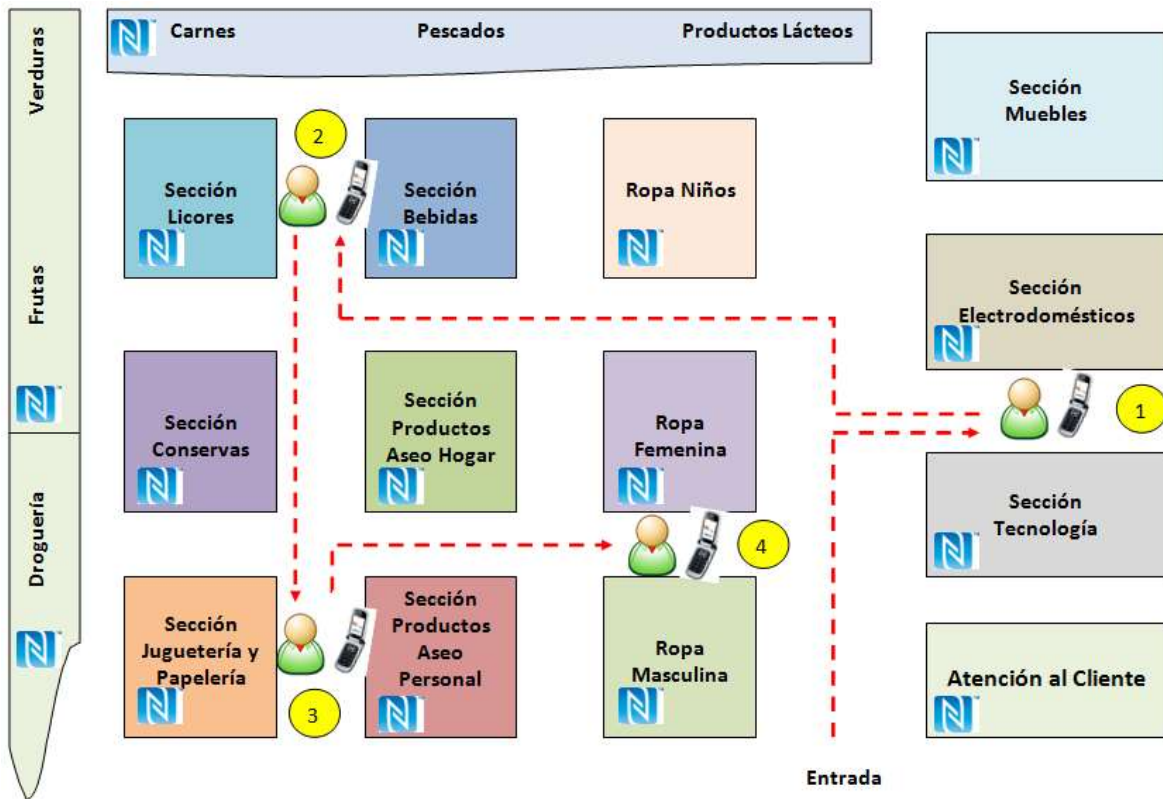 Carnes
Pescados
Productos Lácteos
Verduras
Frutas
Droguería
Sección
Muebles
2
Sección
Licores
Sección
Bebidas
Ropa Niños
Sección
Electrodomésticos
1
Sección
Conservas
Sección
Productos
Aseo Hogar
Ropa
Femenina
Sección
Tecnología
4
Sección
Juguetería y
Papelería
3
Sección
Productos
Aseo
Personal
Ropa
Masculina
Atención al Cliente
Entrada